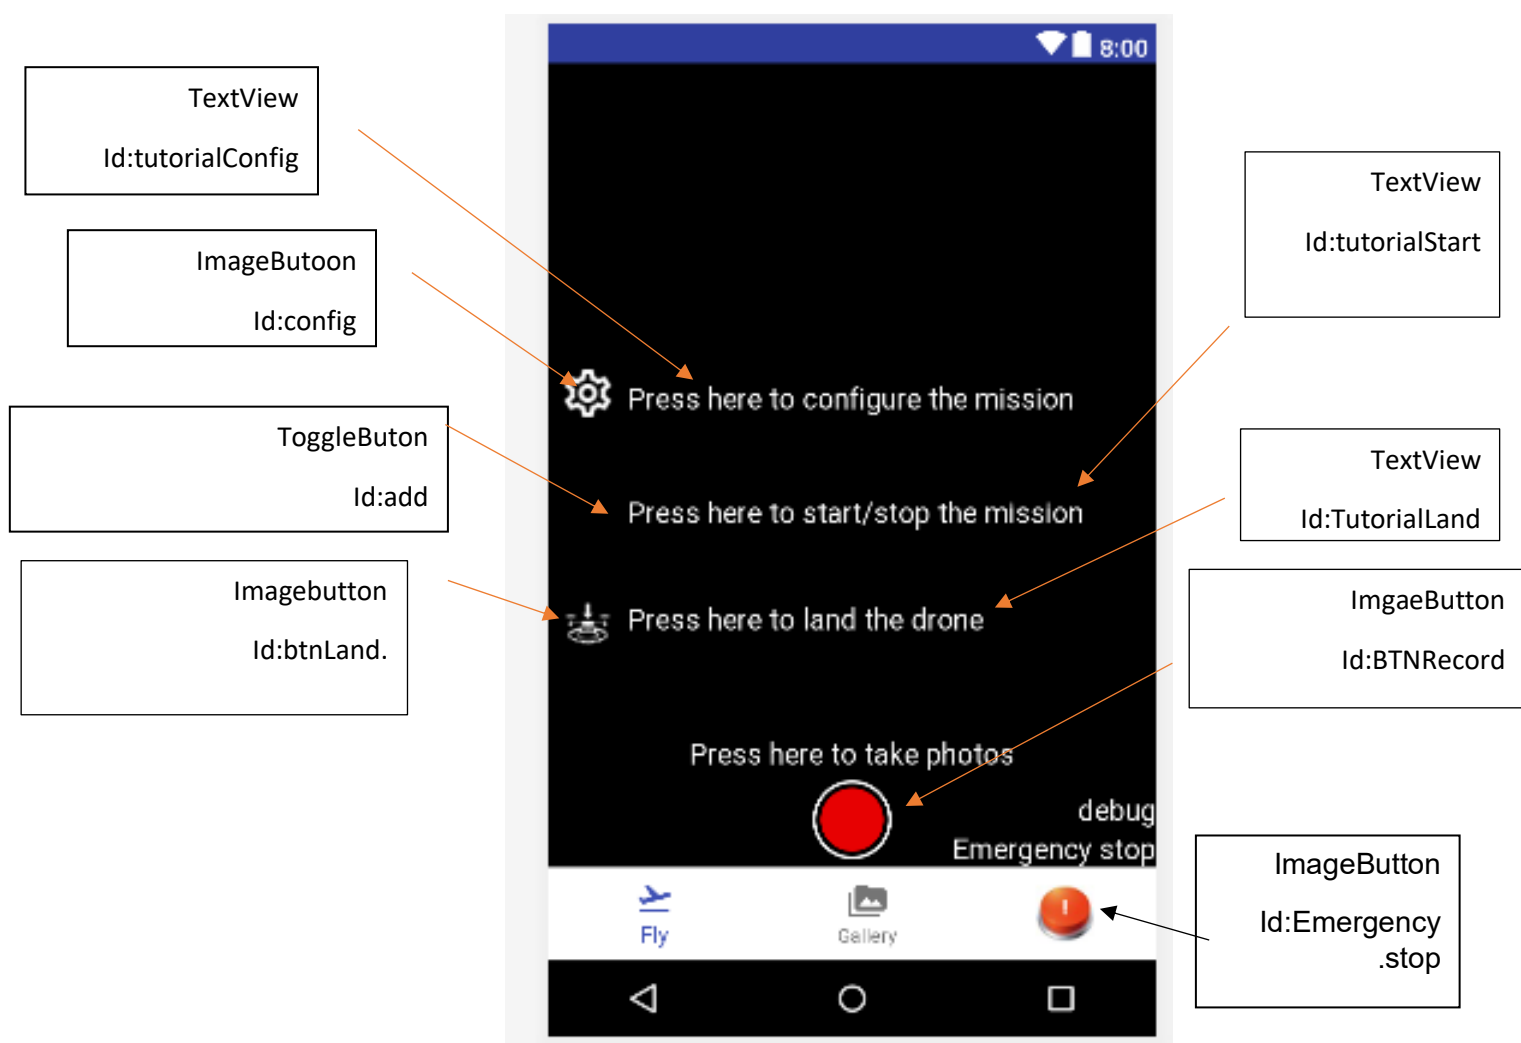 8:00
TextView
Id:tutorialConfig
TextView
Id:tutorialStart
ImageButoon
Id:config
Press here to configure the mission
ToggleButon
Id:add
Press here to start/stop the mission
TextView
Id:TutorialLand
Imagebutton
Id:btnLand.
Press here to land the drone
ImgaeButton
Id:BTNRecord
Press here to take photos
debug
Emergency stop
ImageButton
Id:Emergency
.stop
Fly
Gallery